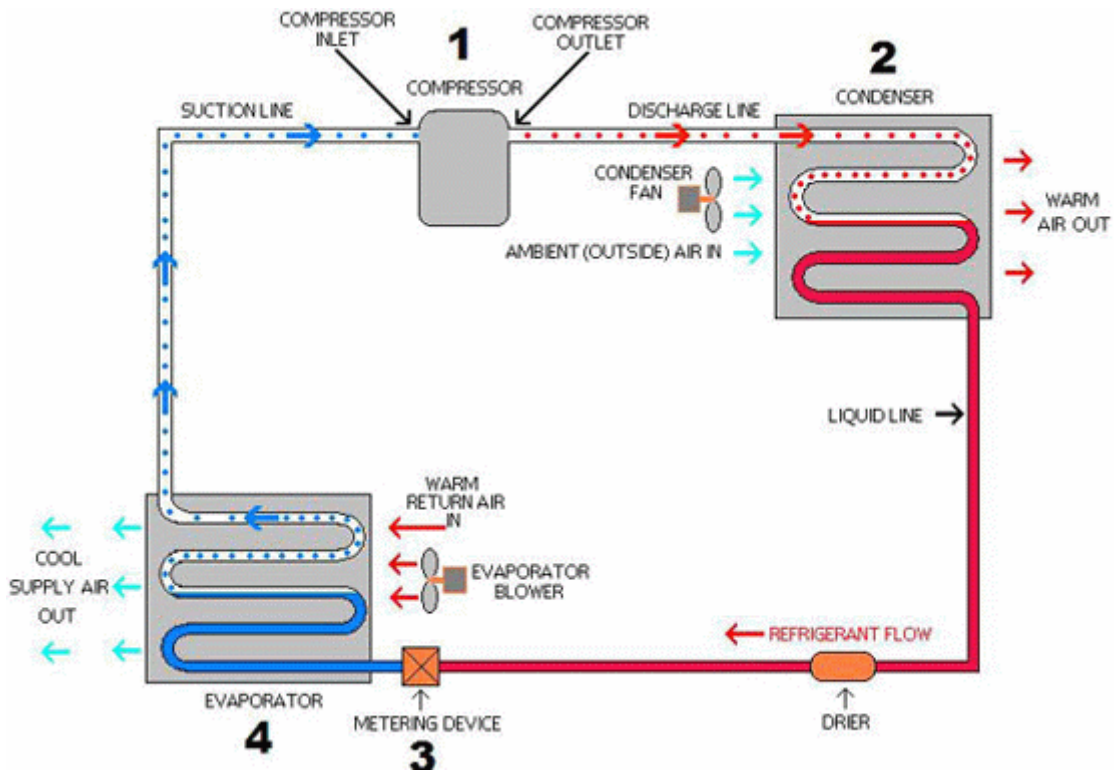 COMPRESSOR
INLET
1
COMPRESSOR
OUTLET
2
COMPRESSOR
CONDENSER
SUCTION LINE
DISCHARGE LINE
CONDENSER
FAN
WARM
AIR OUT
AMBIENT (OUTSIDE) AIR IN
LIQUID LINE
WARM
RETURN AIR
IN
COOL
SUPPLY AIR
OUT
EVAPORATOR
BLOWER
REFRIGERANT FLOW
EVAPORATOR
4
METERING DEVICE
3
DRIER